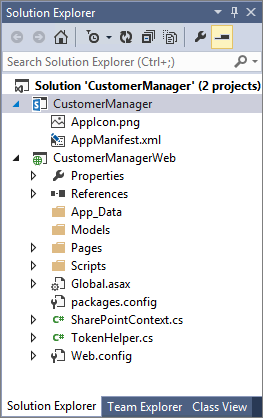 Solution Explorer
Search Solution Explorer (Ctrl+;)
Solution 'CustomerManager' (2 projects)
CustomerManager
AppIcon.png
AppManifest.xml
CustomerManagerWeb
Properties
References
App_Data
Models
Pages
Scripts
Global.asax
packages.config
C# SharePointContext.cs
C# TokenHelper.cs
Web.config
Solution Explorer Team Explorer Class View